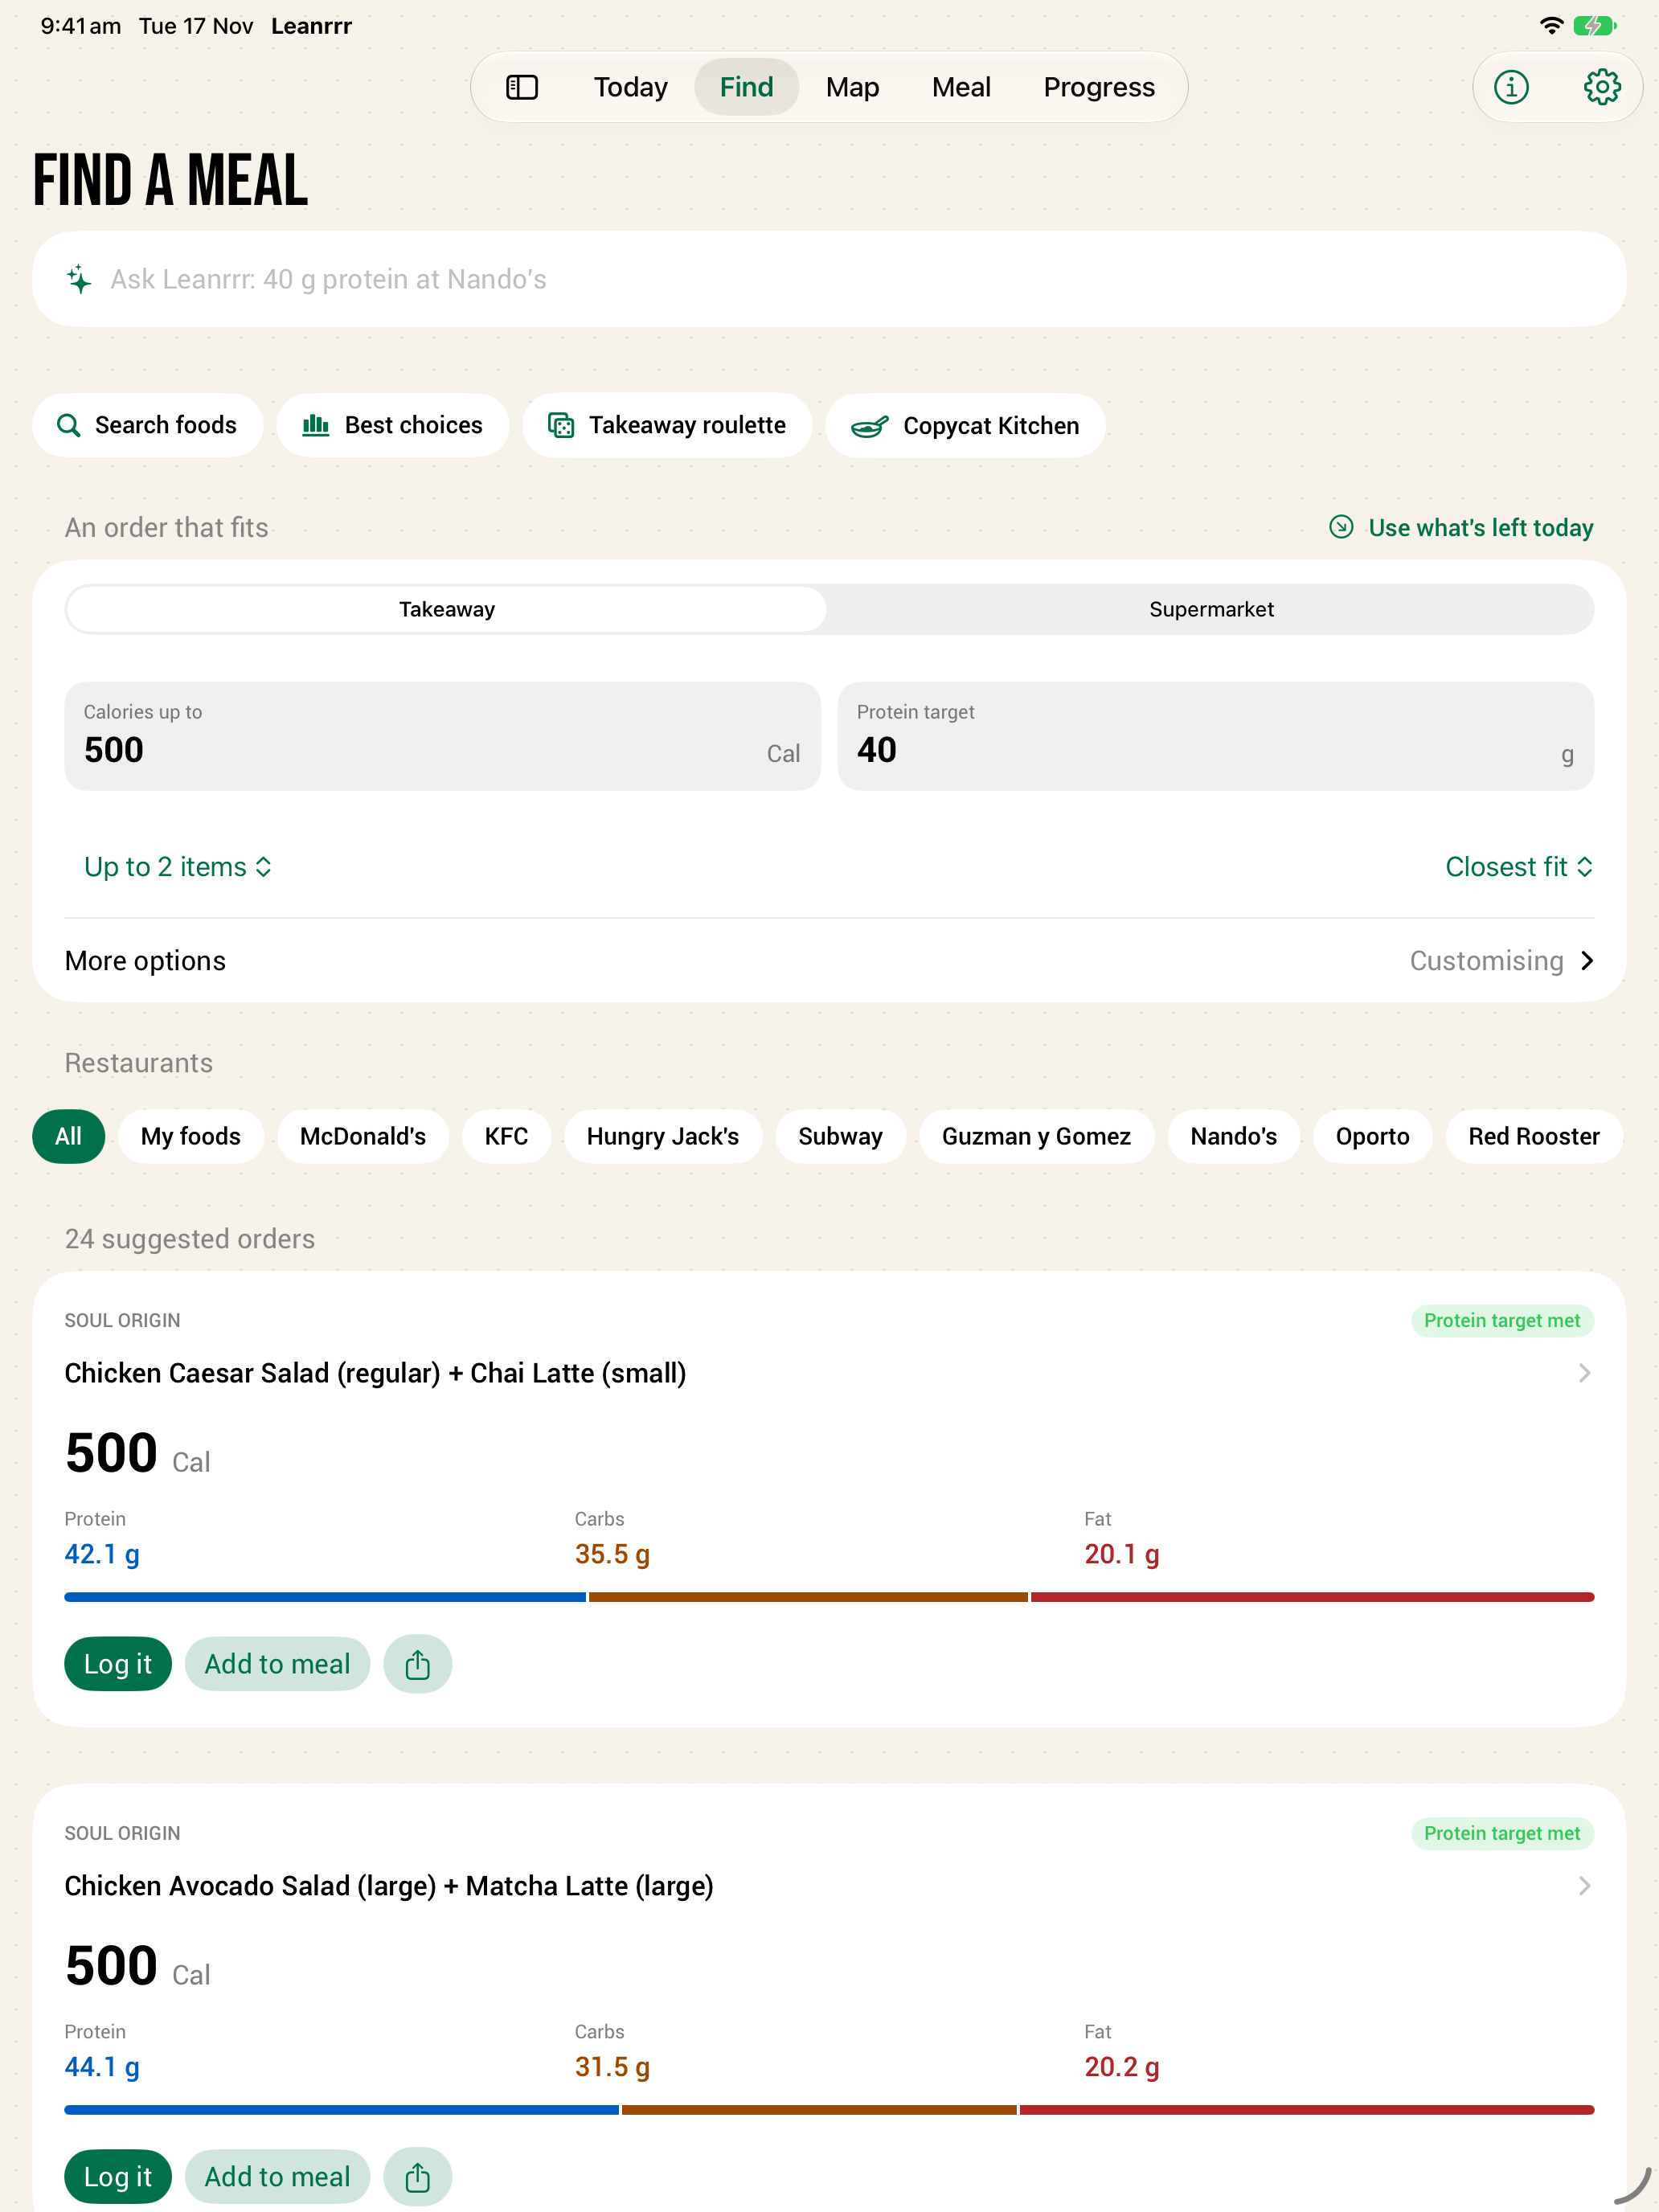 9:41 am Tue 17 Nov Leanrrr
Today Find Map Meal Progress
FIND A MEAL
Ask Leanrrr: 40 g protein at Nando's
Search foods Best choices Takeaway roulette Copycat Kitchen
An order that fits Use what's left today
Takeaway Supermarket
Calories up to Protein target
500 Cal 40 g
Up to 2 items Closest fit
More options Customising
Restaurants
All My foods McDonald's KFC Hungry Jack's Subway Guzman y Gomez Nando's Oporto Red Rooster
24 suggested orders
SOUL ORIGIN Protein target met
Chicken Caesar Salad (regular) + Chai Latte (small)
500 Cal
Protein Carbs Fat
42.1 g 35.5 g 20.1 g
Log it Add to meal
SOUL ORIGIN Protein target met
Chicken Avocado Salad (large) + Matcha Latte (large)
500 Cal
Protein Carbs Fat
44.1 g 31.5 g 20.2 g
Log it Add to meal